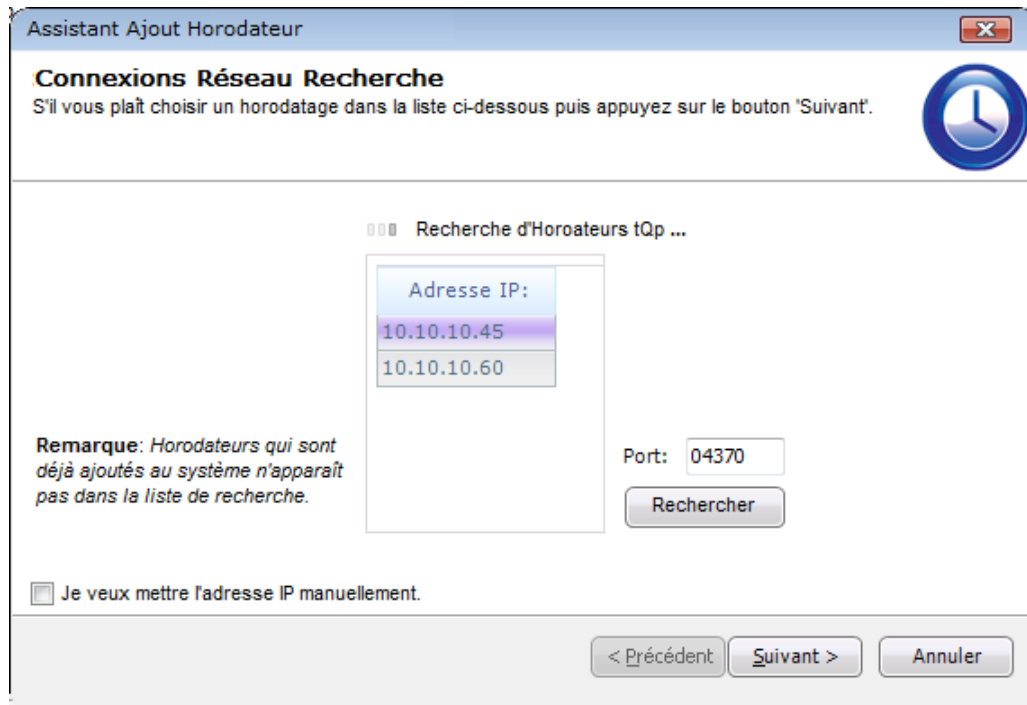 Assistant Ajout Horodateur
Connexions Réseau Recherche
S'il vous plaît choisir un horodatage dans la liste ci-dessous puis appuyez sur le bouton 'Suivant'.
Recherche d'Horoateurs tQp ...
Adresse IP:
10.10.10.45
10.10.10.60
Remarque: Horodateurs qui sont
déjà ajoutés au système n'apparaît
pas dans la liste de recherche.
Port: 04370
Rechercher
Je veux mettre l'adresse IP manuellement.
< Précédent Suivant > Annuler